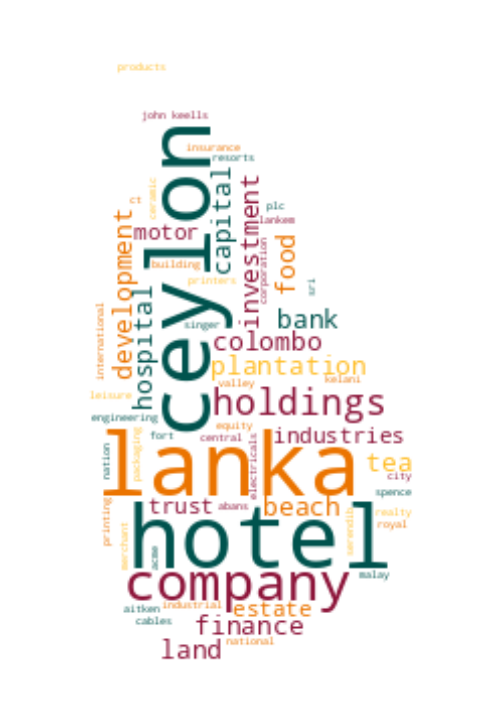 products
john keells
insurance
resorts
ceylon
capital
ceramic
investment
ct
plc
lankem
motor
development
food
corporation
building
printers
sri
hospital
international
singer
bank
colombo
plantation
kelani
valley
leisure
holdings
engineering
equity
fort
central
industries
lanka
electricals
packaging
nation
tea
city
spence
trust
abans
beach
printing
hotel
serendib
realty
royal
merchant
acme
malay
company
aitken
industrial
estate
cables
finance
national
land